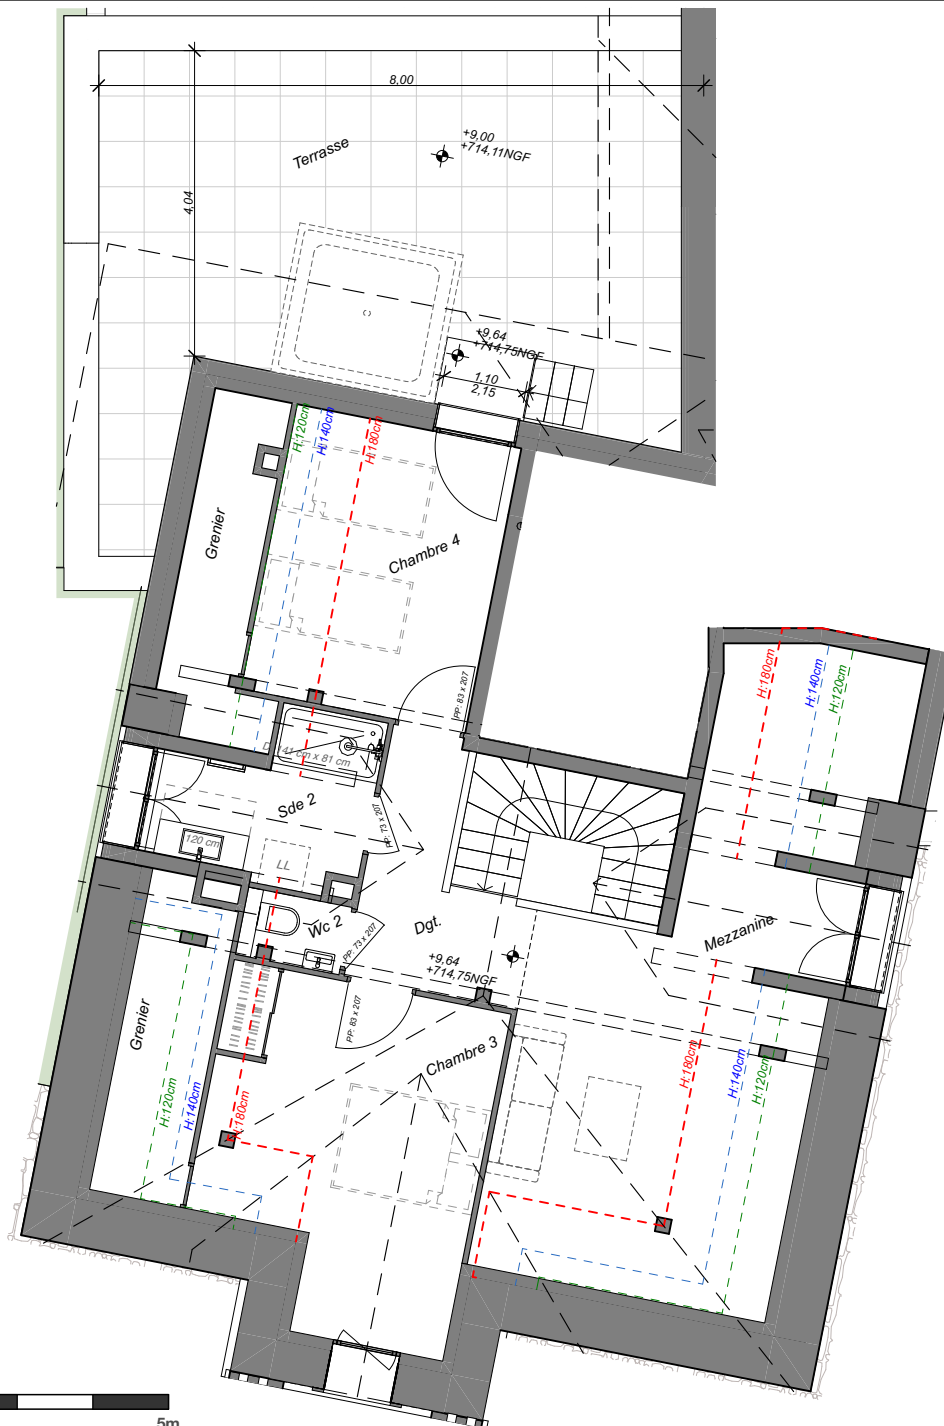 8,00
+9,00
+714,11NGF
Terrasse
4,04
+9,64
+714,75NGF
1,10
2,15
H:120cm
H:140cm
H:180cm
Grenier
Chambre 4
PP: 83 x 207
H:180cm
H:140cm
H:120cm
141 cm x 81 cm
Sde 2
PP: 73 x 207
120 cm
LL
Wc 2
PP: 73 x 207
Dgt.
Mezzanine
+9,64
+714,75NGF
Grenier
PP: 83 x 207
Chambre 3
H:120cm
H:140cm
H:180cm
H:180cm
H:140cm
H:120cm
5m